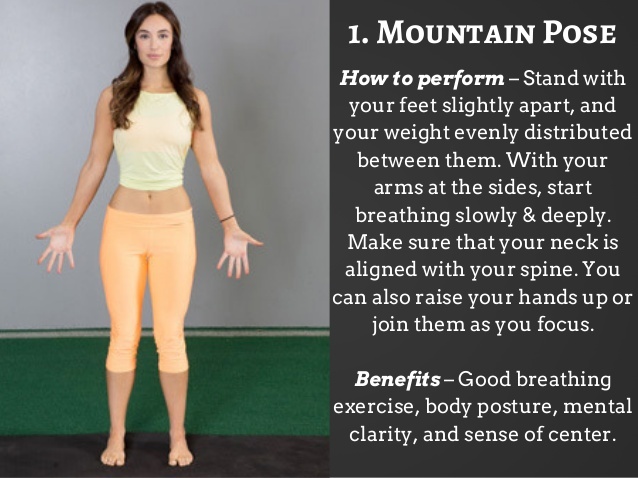 1. Mountain Pose
How to perform – Stand with
your feet slightly apart, and
your weight evenly distributed
between them. With your
arms at the sides, start
breathing slowly & deeply.
Make sure that your neck is
aligned with your spine. You
can also raise your hands up or
join them as you focus.
Benefits – Good breathing
exercise, body posture, mental
clarity, and sense of center.